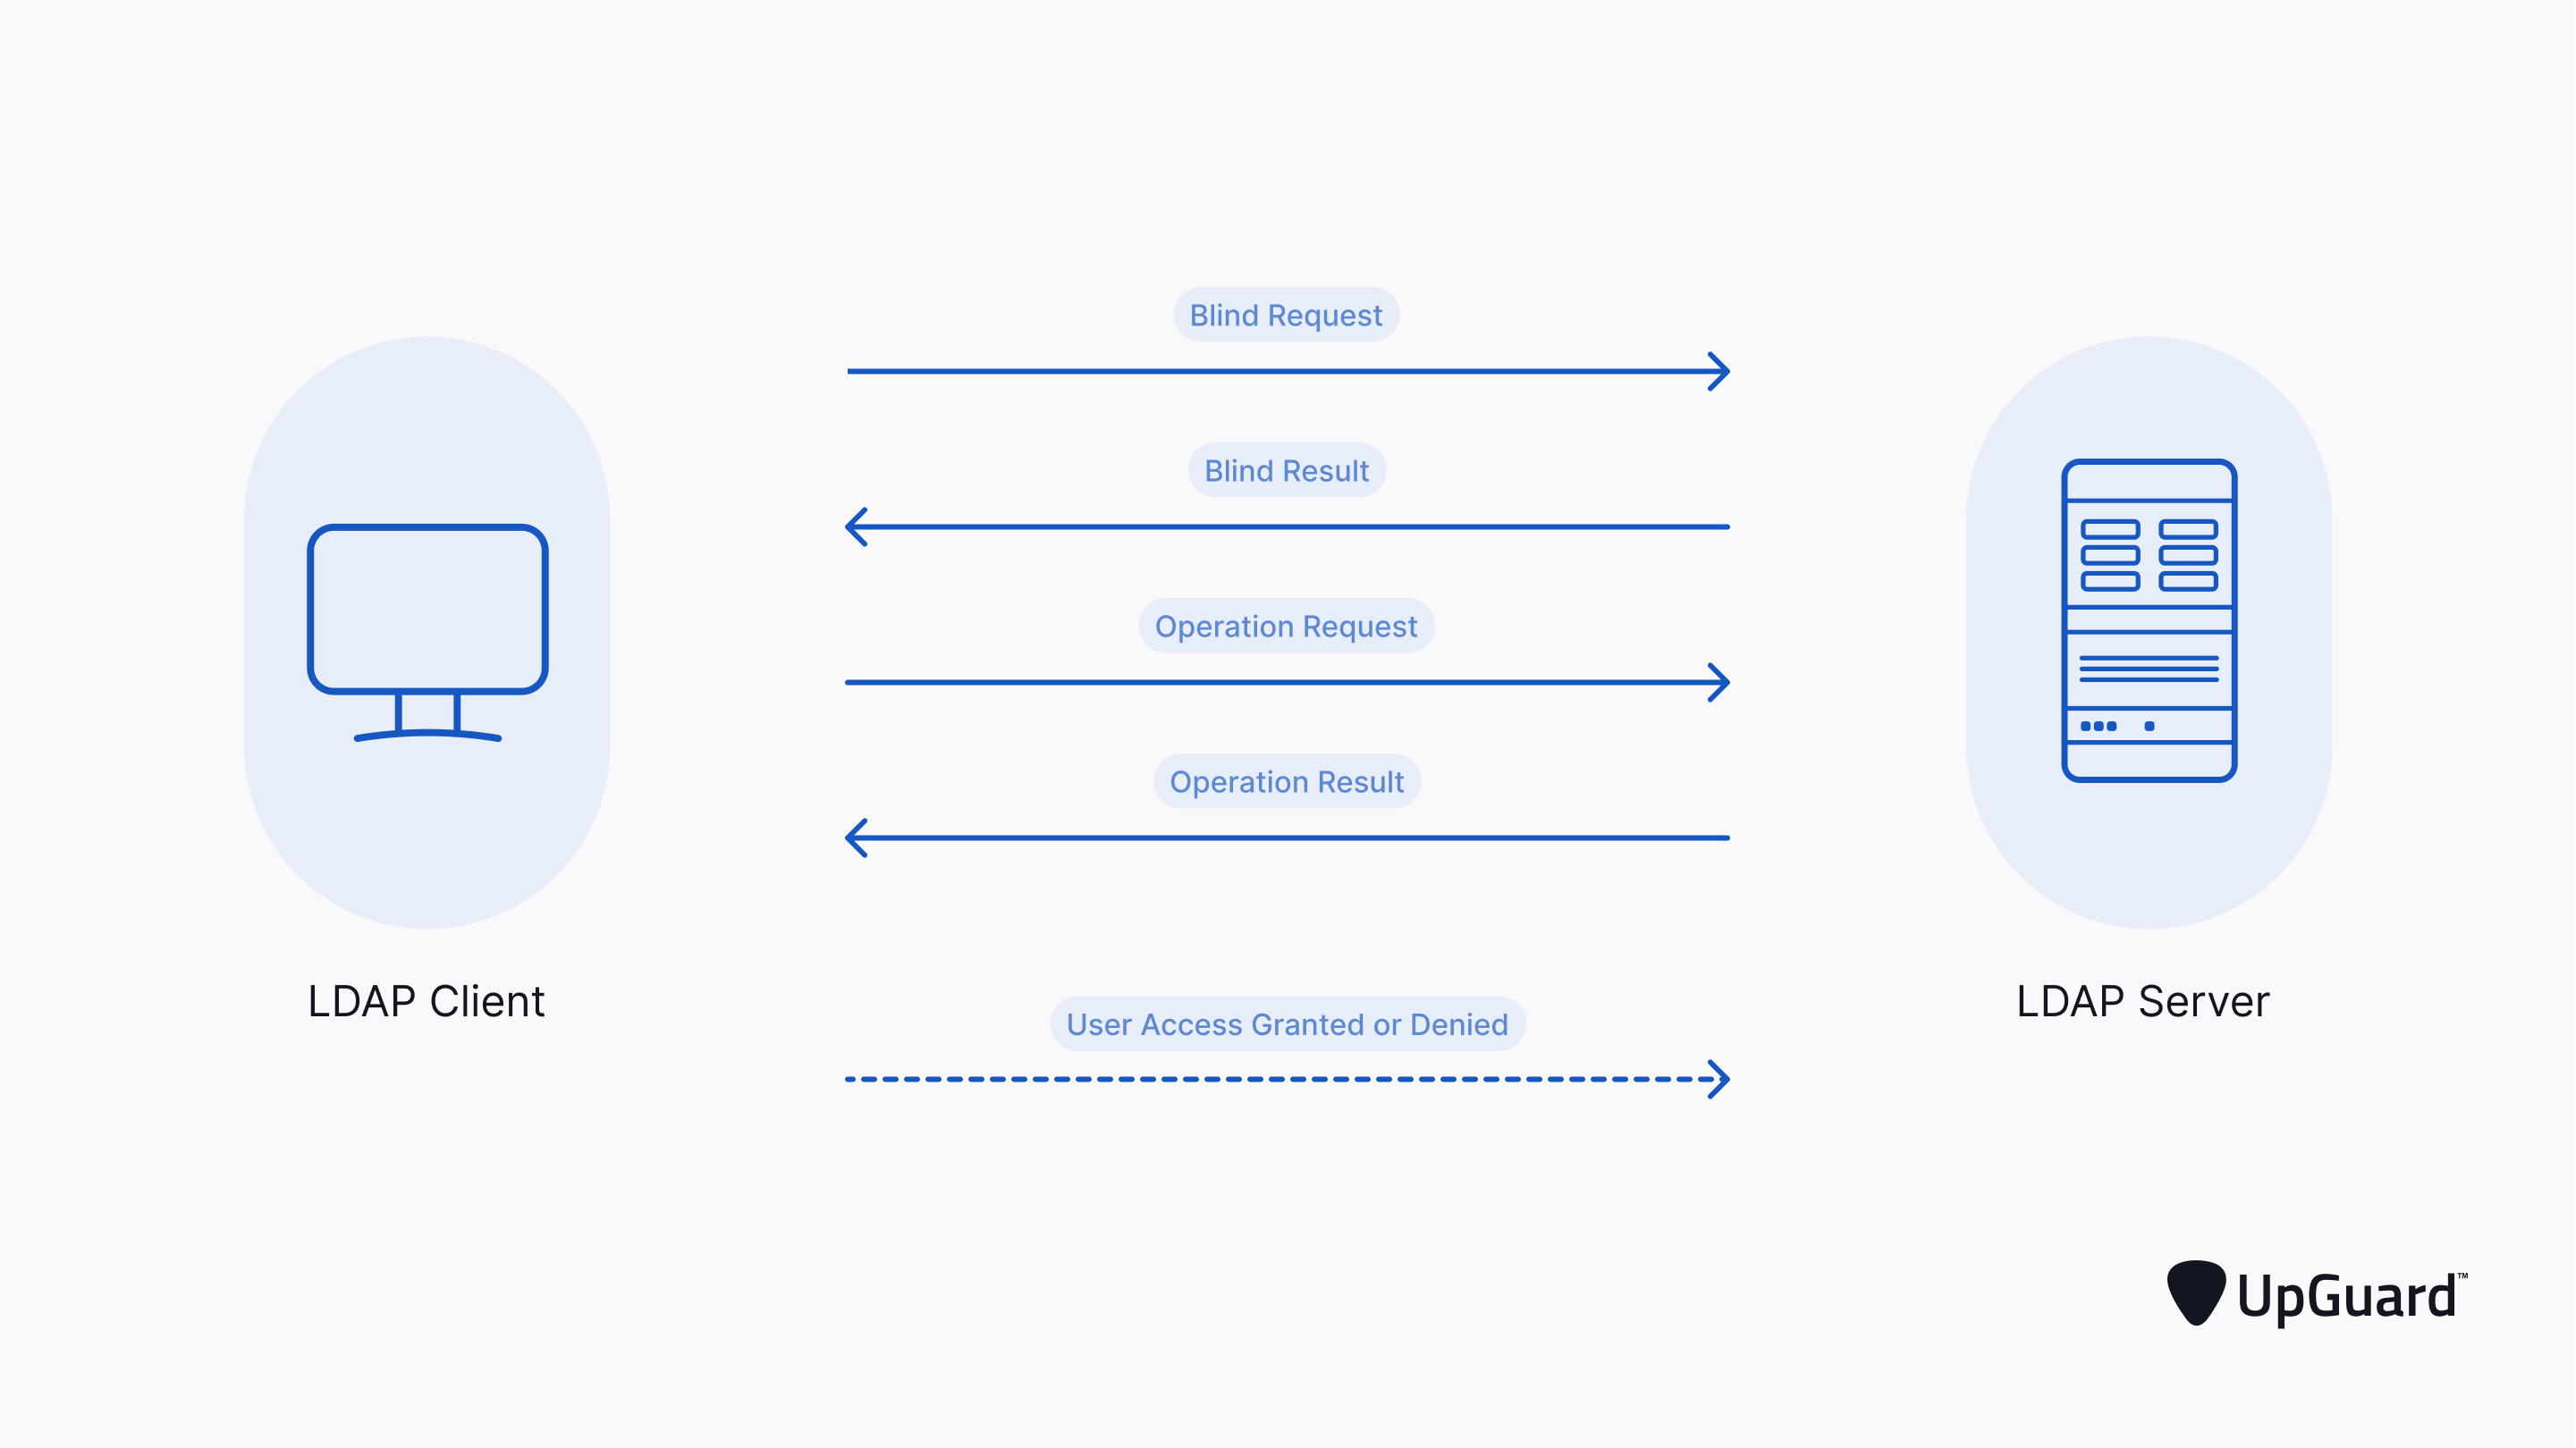 Blind Request
Blind Result
Operation Request
Operation Result
LDAP Client
LDAP Server
User Access Granted or Denied
UpGuard™